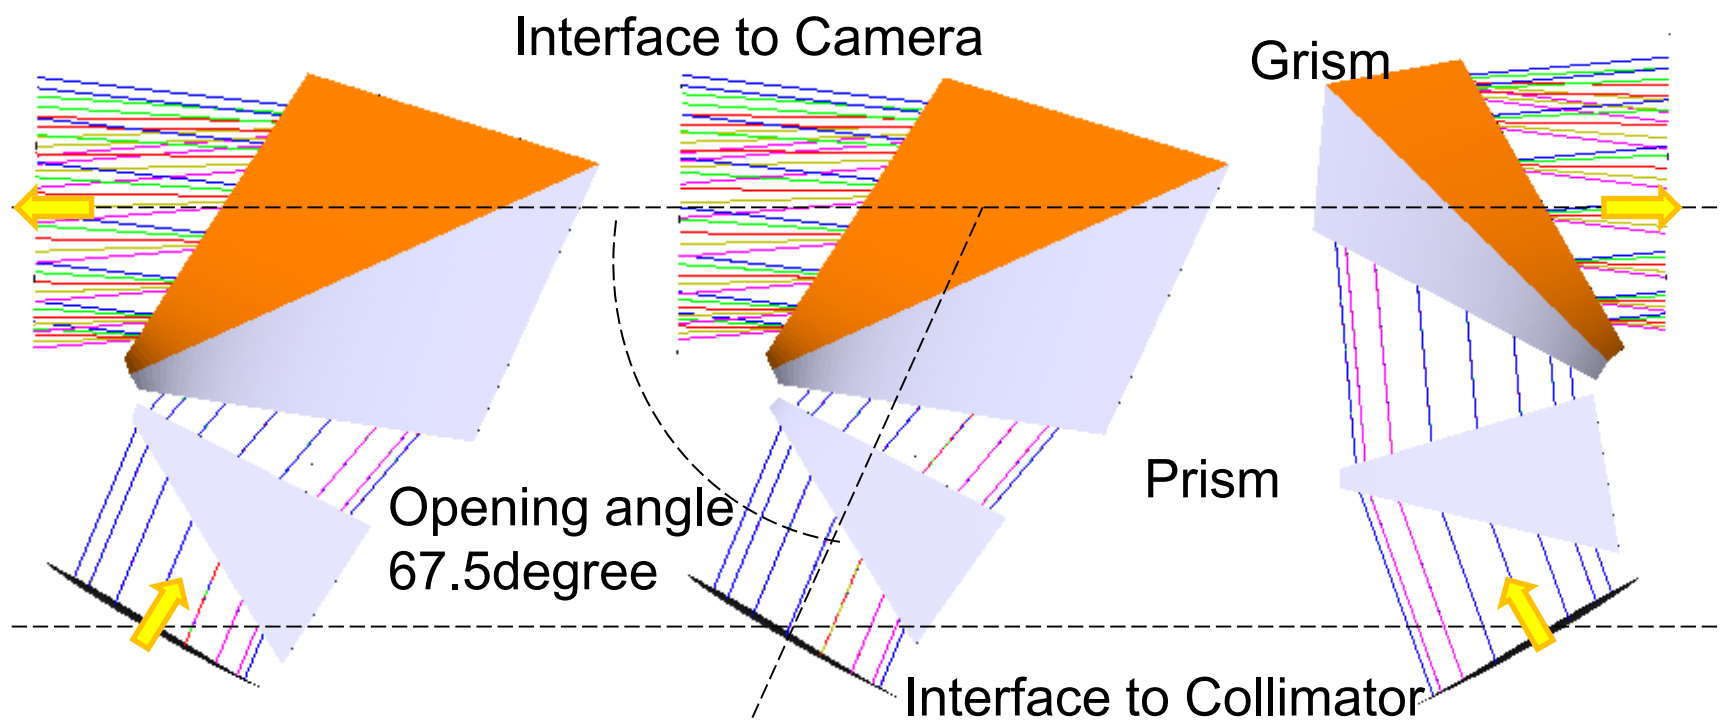 Interface to Camera
Grism
Prism
Opening angle
67.5degree
Interface to Collimator